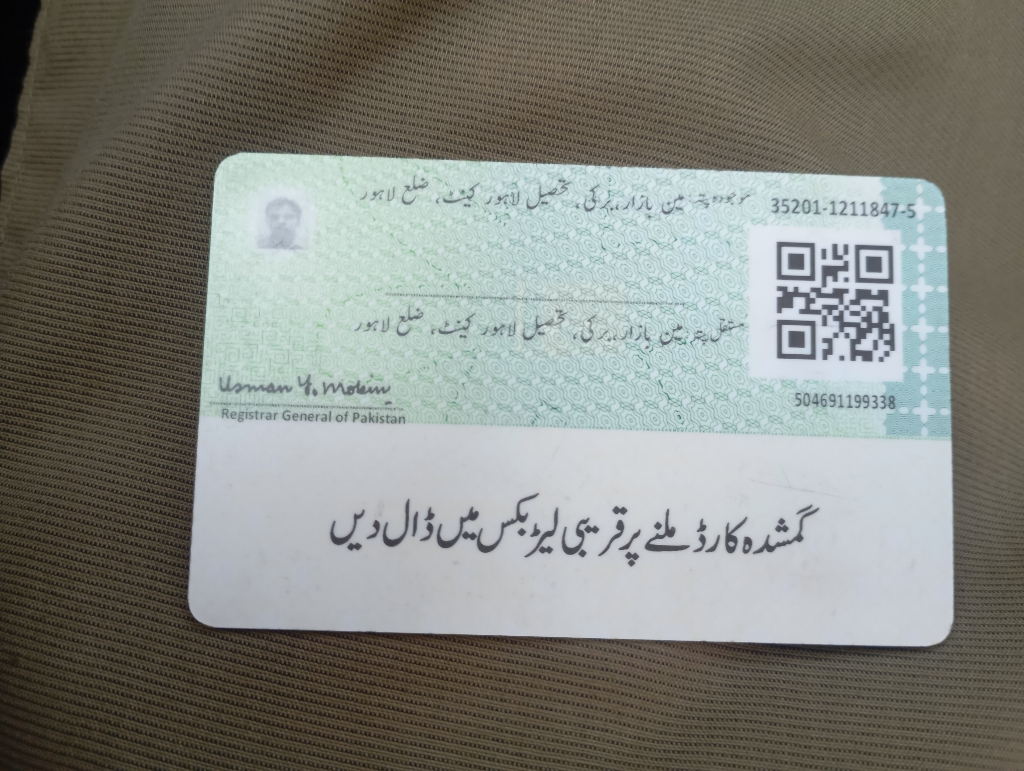 35201-1211847-5
موجودہ پتہ: مین بازار، برکی، تحصیل لاہور کینٹ، ضلع لاہور
مستقل پتہ: مین بازار، برکی، تحصیل لاہور کینٹ، ضلع لاہور
504691199338
Usman Y. Mobin
Registrar General of Pakistan
گمشدہ کارڈ ملنے پر قریبی لیٹر بکس میں ڈال دیں